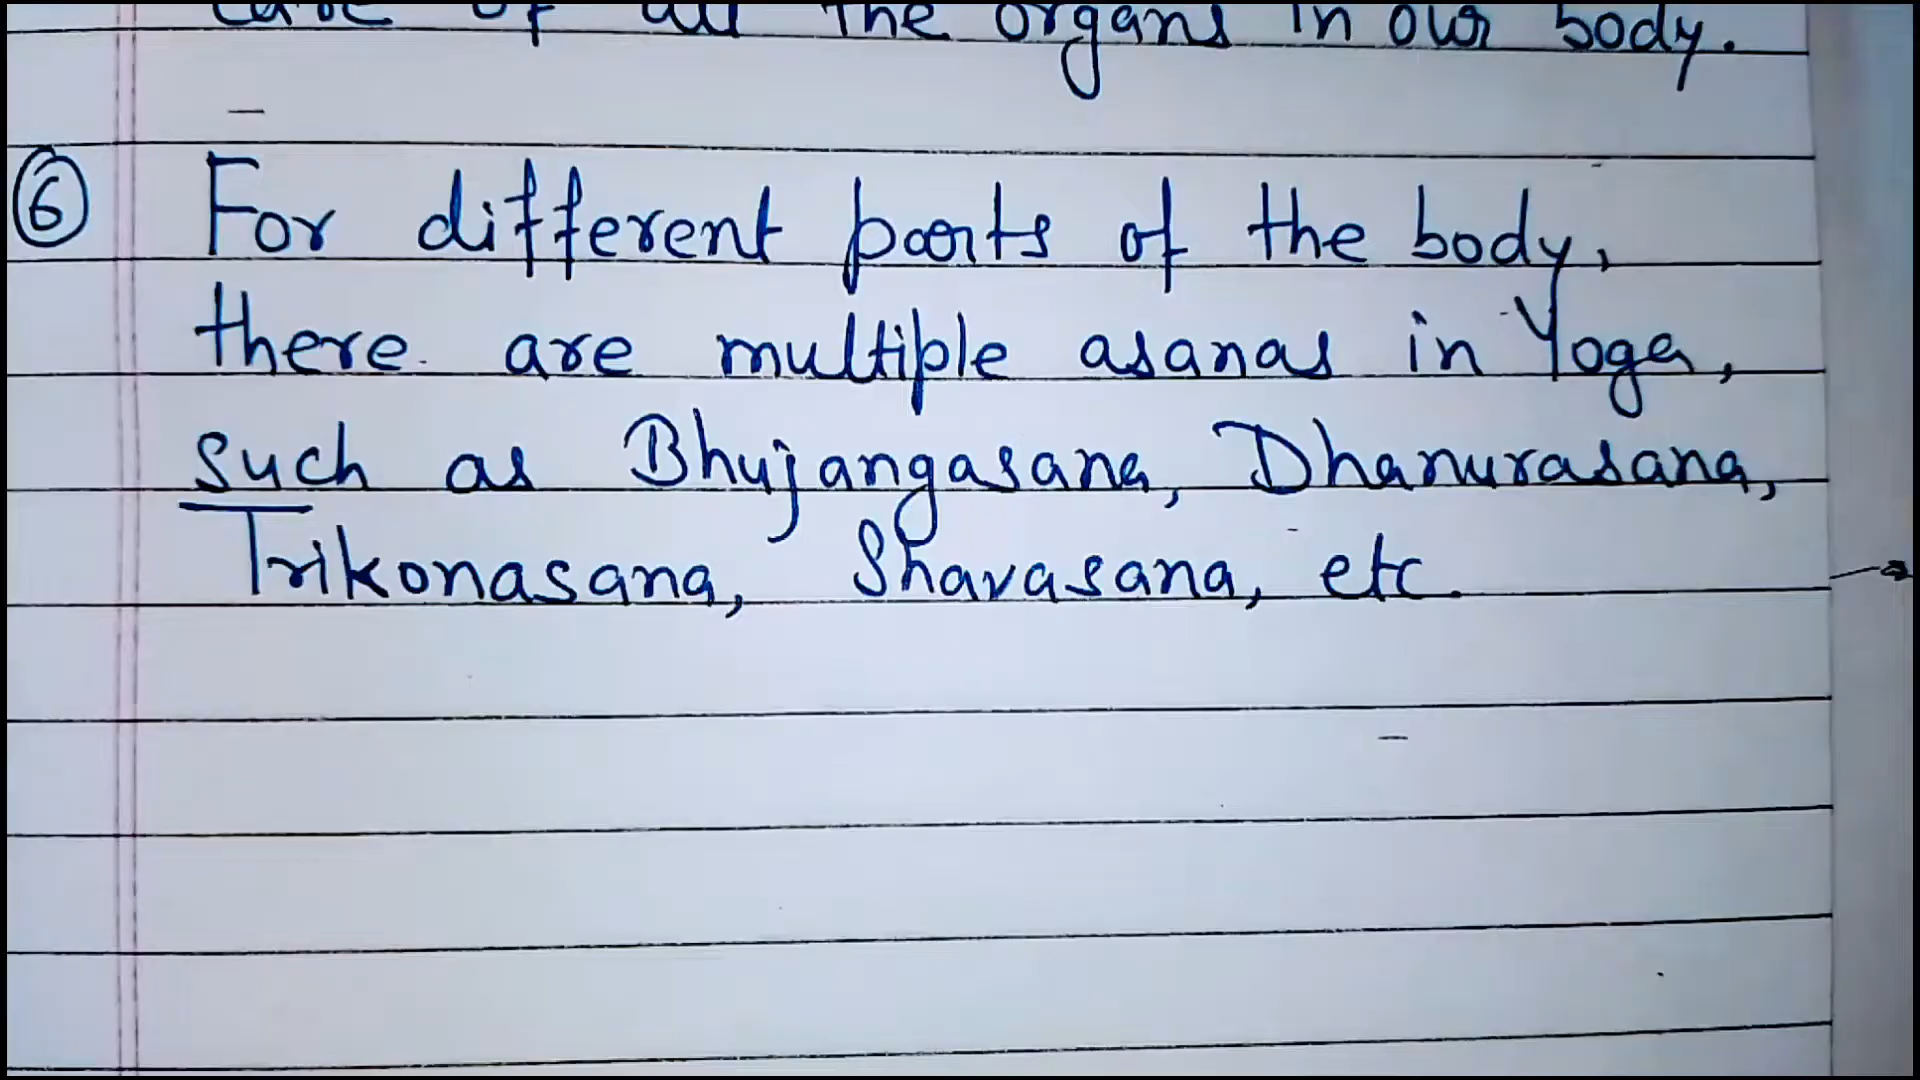 care of all the organs in our body.
6 For different parts of the body,
there are multiple asanas in Yoga,
such as Bhujangasana, Dhanurasana,
Trikonasana, Shavasana, etc.